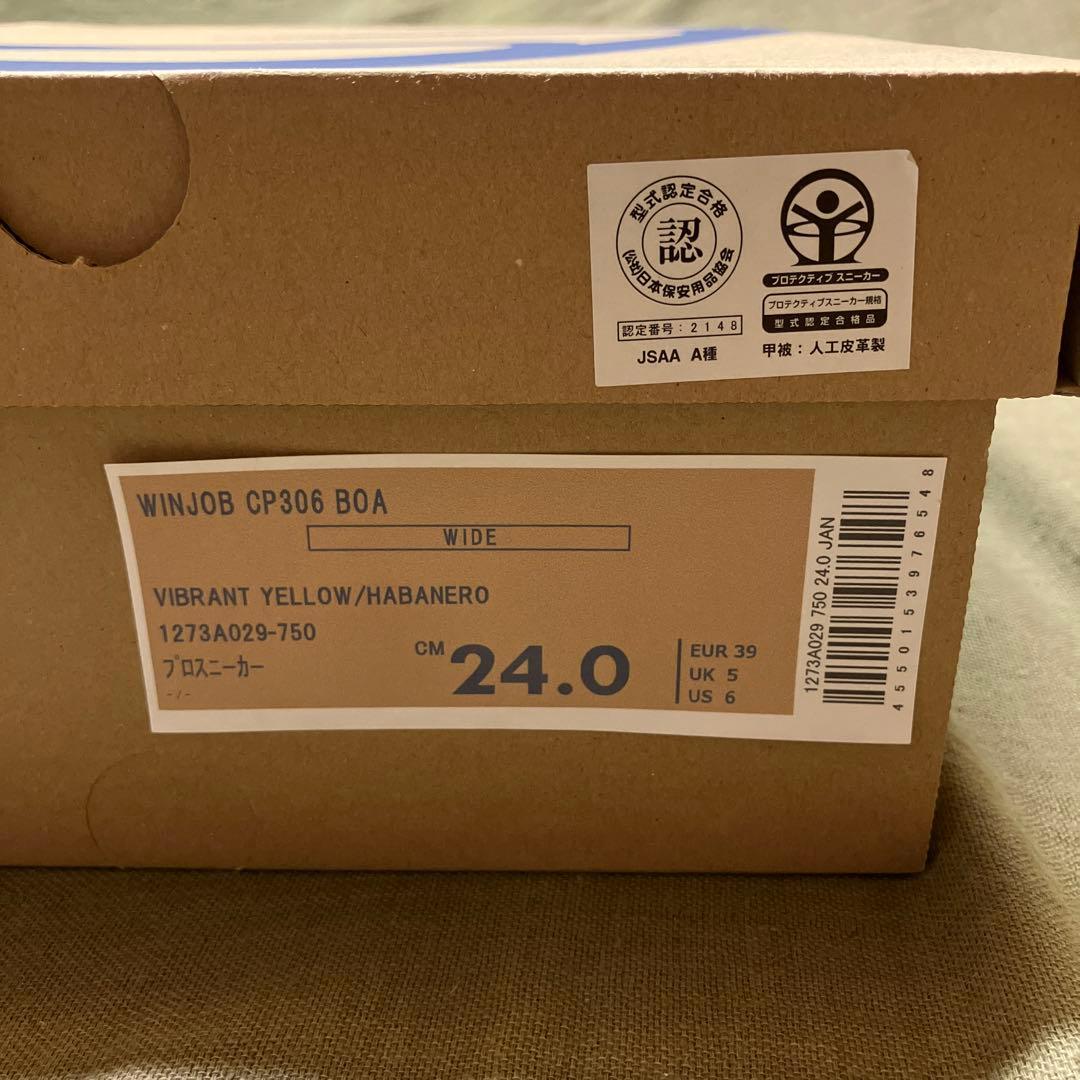 型式認定合格
認
(公社)日本保安用品協会
認定番号：2148
JSAA A種
プロテクティブ スニーカー
プロテクティブスニーカー規格
型式認定合格品
甲被：人工皮革製
WINJOB CP306 BOA
WIDE
VIBRANT YELLOW/HABANERO
1273A029-750
プロスニーカー
-/-
CM 24.0
EUR 39
UK 5
US 6
1273A029 750 24.0 JAN
4550153976548